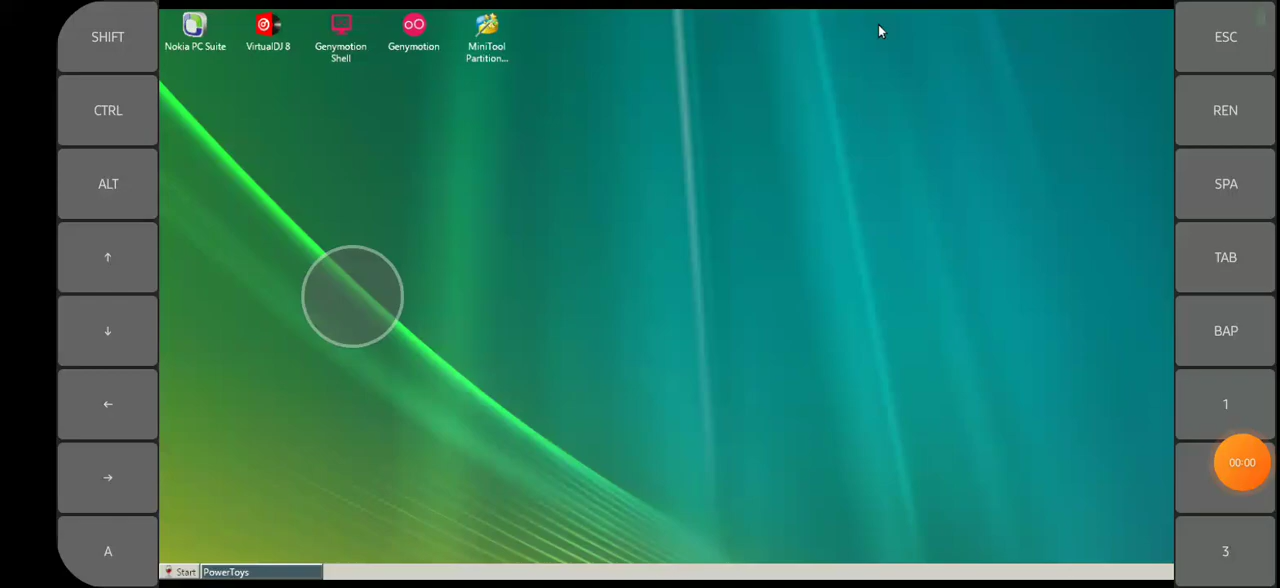 SHIFT
CTRL
ALT
↑
↓
←
→
A
Nokia PC Suite
VirtualDJ 8
Genymotion
Shell
Genymotion
MiniTool
Partition...
Start
PowerToys
ESC
REN
SPA
TAB
BAP
1
00:00
3